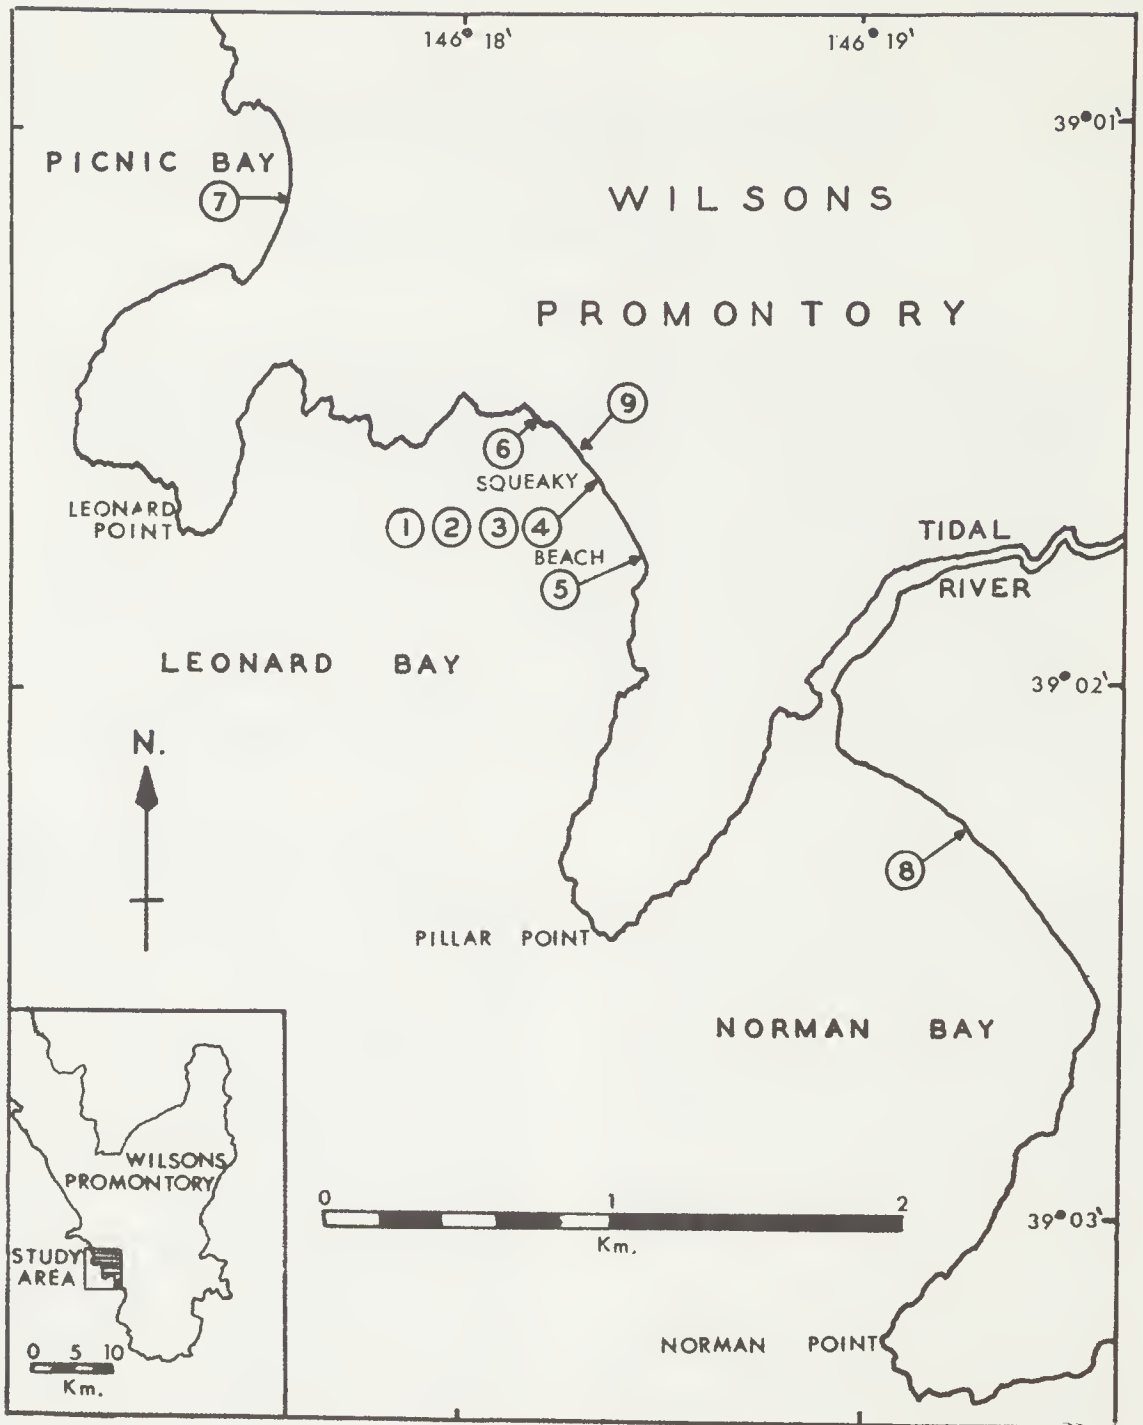 146° 18'
146° 19'
39° 01'
PICNIC BAY
7
WILSONS
PROMONTORY
9
6
SQUEAKY
LEONARD
POINT
1 2 3 4
BEACH
5
TIDAL
RIVER
LEONARD BAY
39° 02'
N.
8
PILLAR POINT
NORMAN BAY
WILSONS
PROMONTORY
0 1 2
Km.
39° 03'
STUDY
AREA
NORMAN POINT
0 5 10
Km.